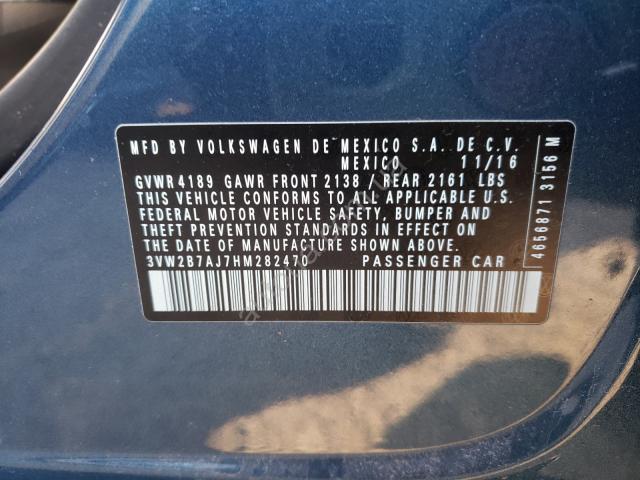 MFD BY VOLKSWAGEN DE MEXICO S.A. DE C.V.
MEXICO 11/16
GVWR 4189 GAWR FRONT 2138 / REAR 2161 LBS
THIS VEHICLE CONFORMS TO ALL APPLICABLE U.S.
FEDERAL MOTOR VEHICLE SAFETY, BUMPER AND
THEFT PREVENTION STANDARDS IN EFFECT ON THE
DATE OF MANUFACTURE SHOWN ABOVE.
3VW2B7AJ7HM282470 PASSENGER CAR
4656871 3156 M